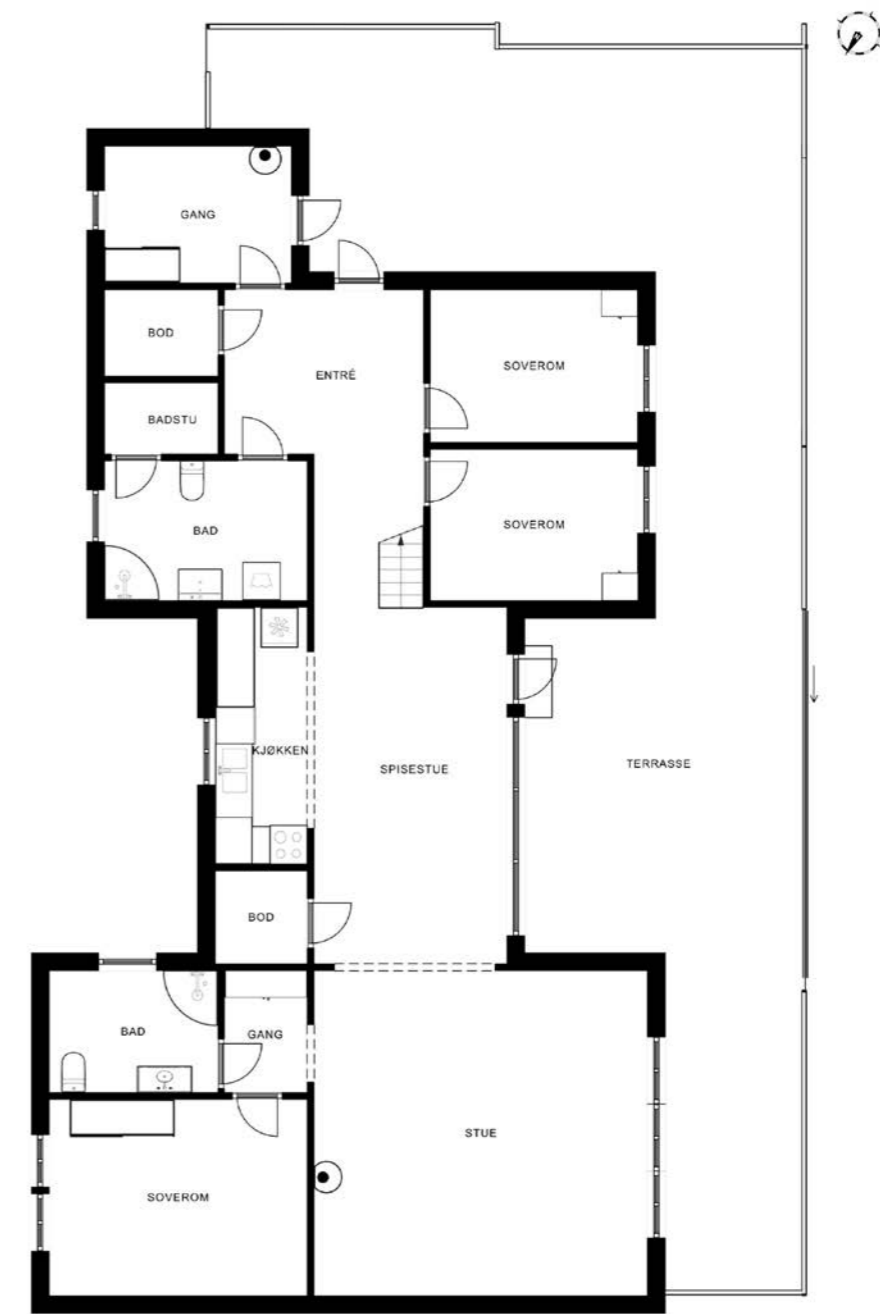 GANG
BOD
ENTRÉ
SOVEROM
BADSTU
SOVEROM
BAD
KJØKKEN
SPISESTUE
TERRASSE
BOD
BAD
GANG
STUE
SOVEROM